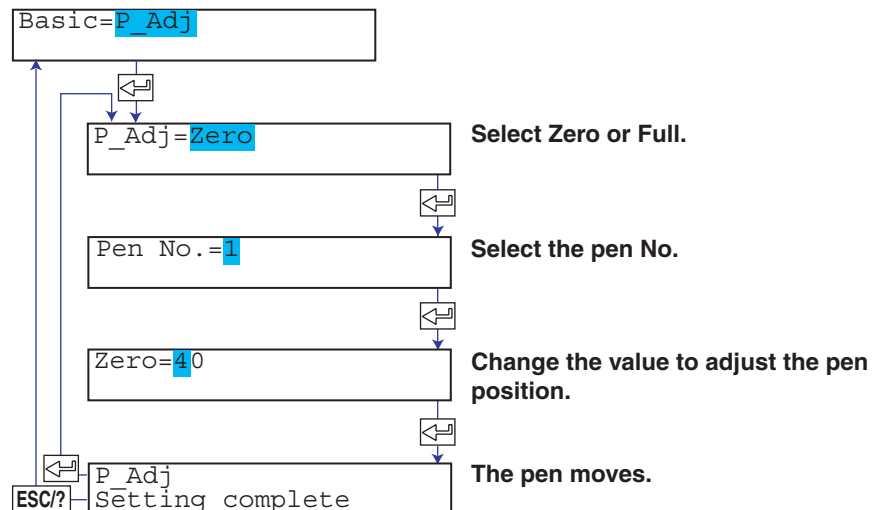 Basic=P_Adj
P_Adj=Zero
Select Zero or Full.
Pen No.=1
Select the pen No.
Zero=40
Change the value to adjust the pen
position.
P_Adj
Setting complete
The pen moves.
ESC/?